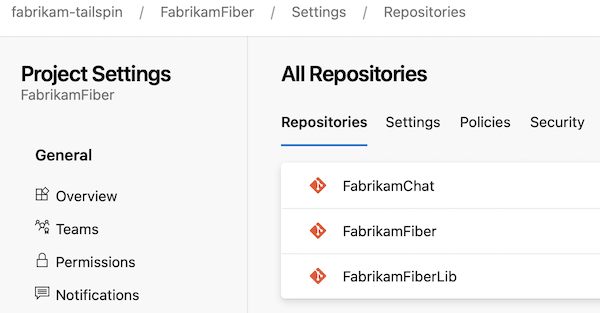 fabrikam-tailspin / FabrikamFiber / Settings / Repositories
Project Settings
FabrikamFiber
General
Overview
Teams
Permissions
Notifications
All Repositories
Repositories Settings Policies Security
FabrikamChat
FabrikamFiber
FabrikamFiberLib